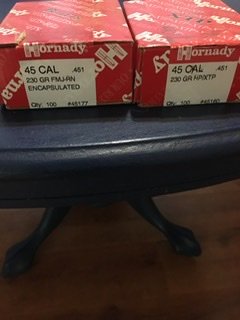 Hornady
45 CAL .451
230 GR FMJ-RN
ENCAPSULATED
Qty. 100 #45177
Hornady
45 CAL .451
230 GR HP/XTP
Qty. 100 #45160